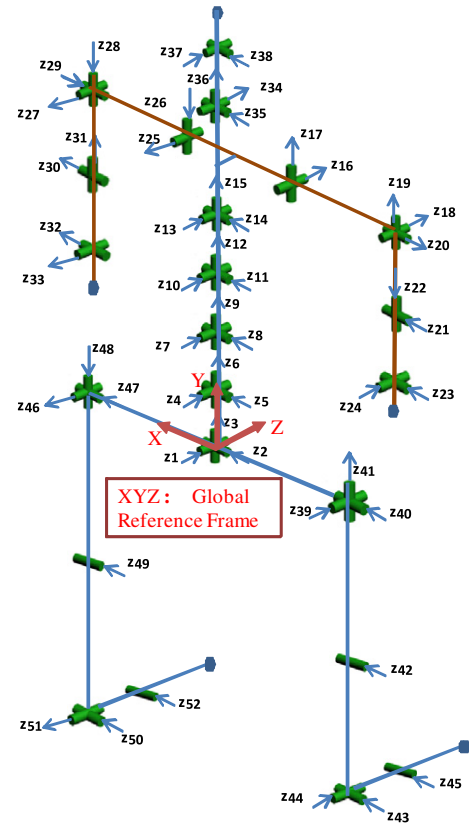 z28
z37
z38
z29
z36
z34
z27
z26
z35
z31
z25
z17
z16
z30
z15
z19
z18
z32
z13
z14
z20
z12
z33
z10
z11
z22
z9
z21
z7
z8
z48
z6
z47
z4
Y
z5
z23
z46
z24
X
z3
Z
z1
z2
z41
XYZ： Global
Reference Frame
z39
z40
z49
z42
z52
z51
z50
z45
z44
z43